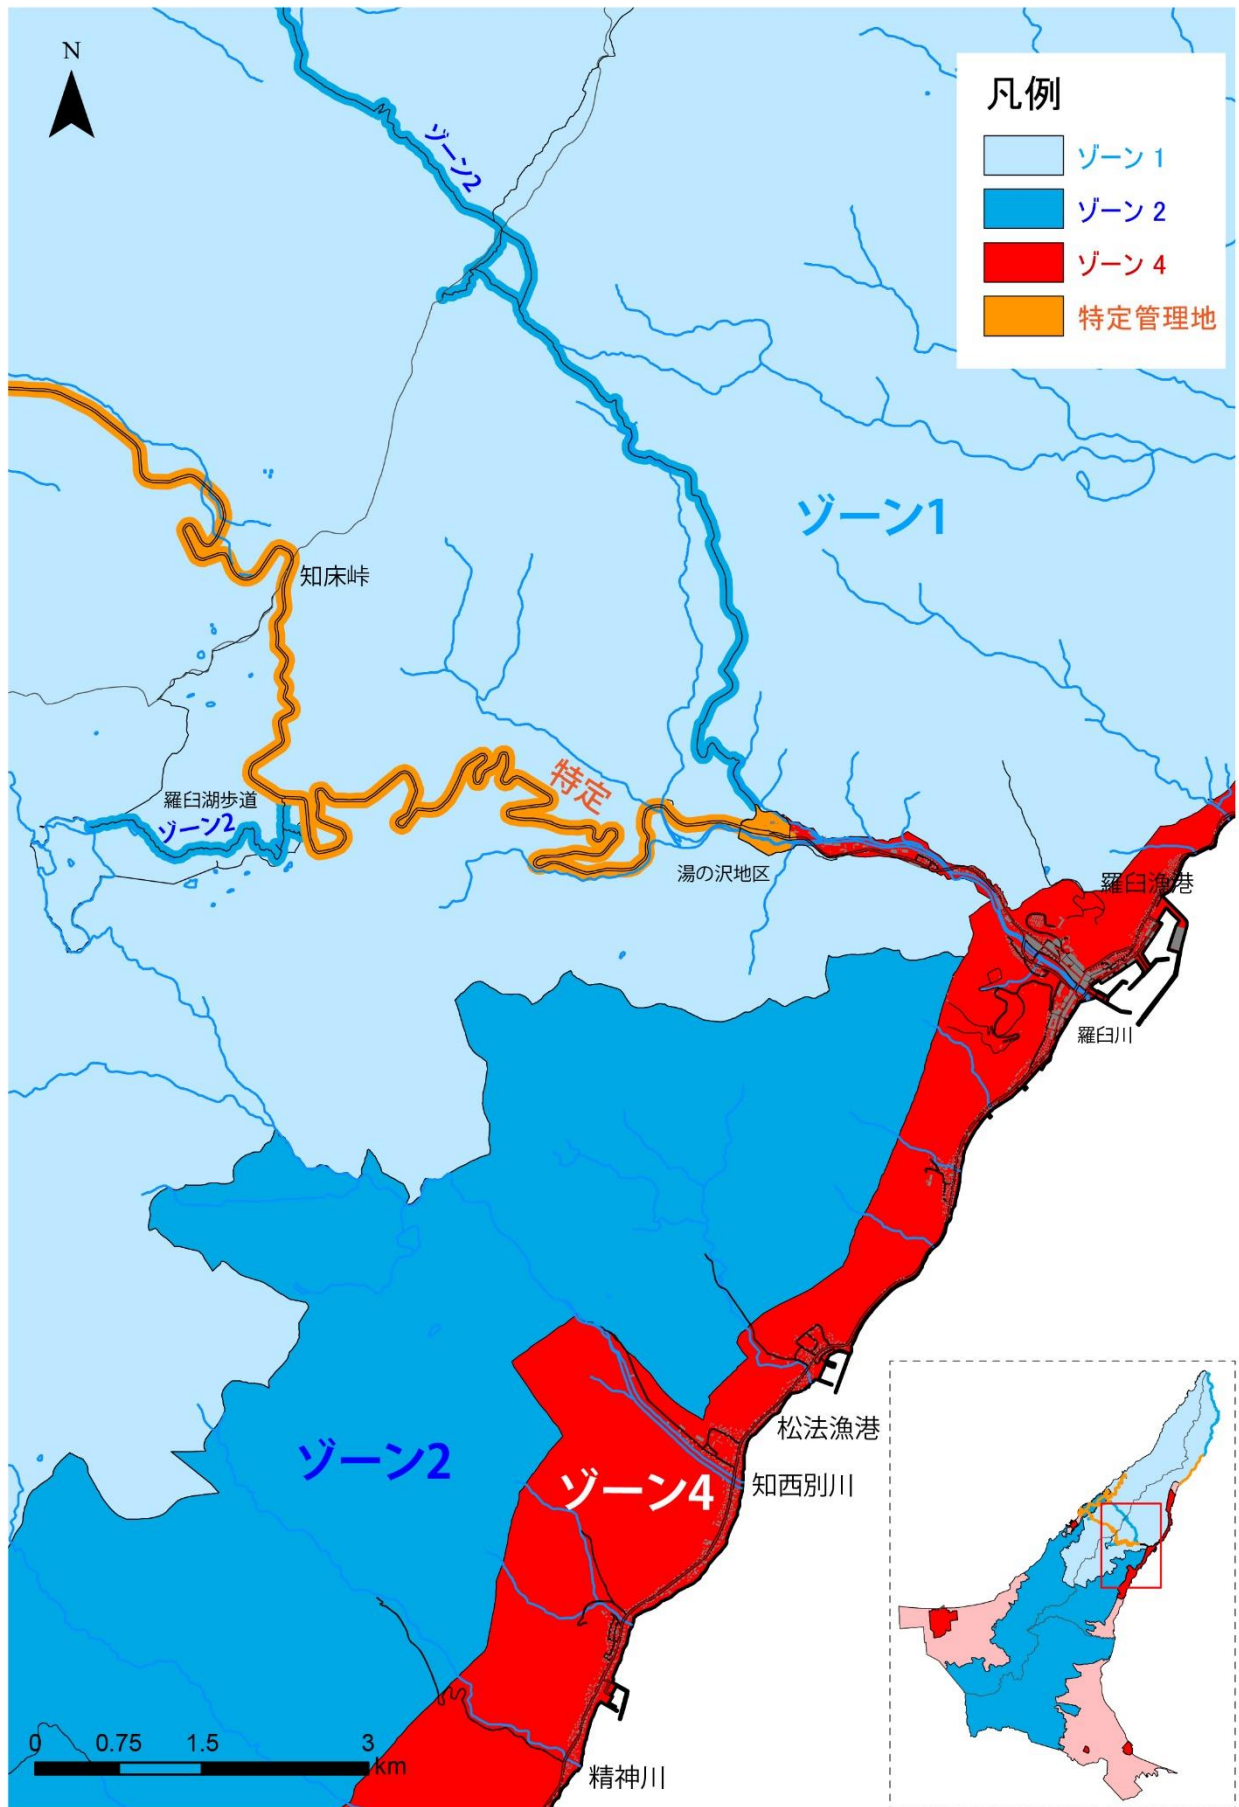 N
凡例
ゾーン 1
ゾーン 2
ゾーン 4
特定管理地
ゾーン2
ゾーン1
知床峠
特定
羅臼湖歩道
ゾーン2
湯の沢地区
羅臼漁港
羅臼川
松法漁港
ゾーン2
ゾーン4
知西別川
0 0.75 1.5 3
km
精神川